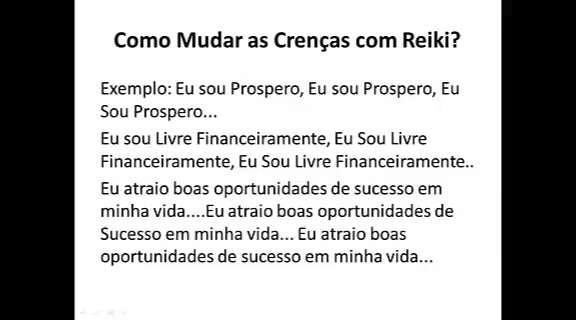 Como Mudar as Crenças com Reiki?
Exemplo: Eu sou Prospero, Eu sou Prospero, Eu
Sou Prospero...
Eu sou Livre Financeiramente, Eu Sou Livre
Financeiramente, Eu Sou Livre Financeiramente..
Eu atraio boas oportunidades de sucesso em
minha vida....Eu atraio boas oportunidades de
Sucesso em minha vida... Eu atraio boas
oportunidades de sucesso em minha vida...